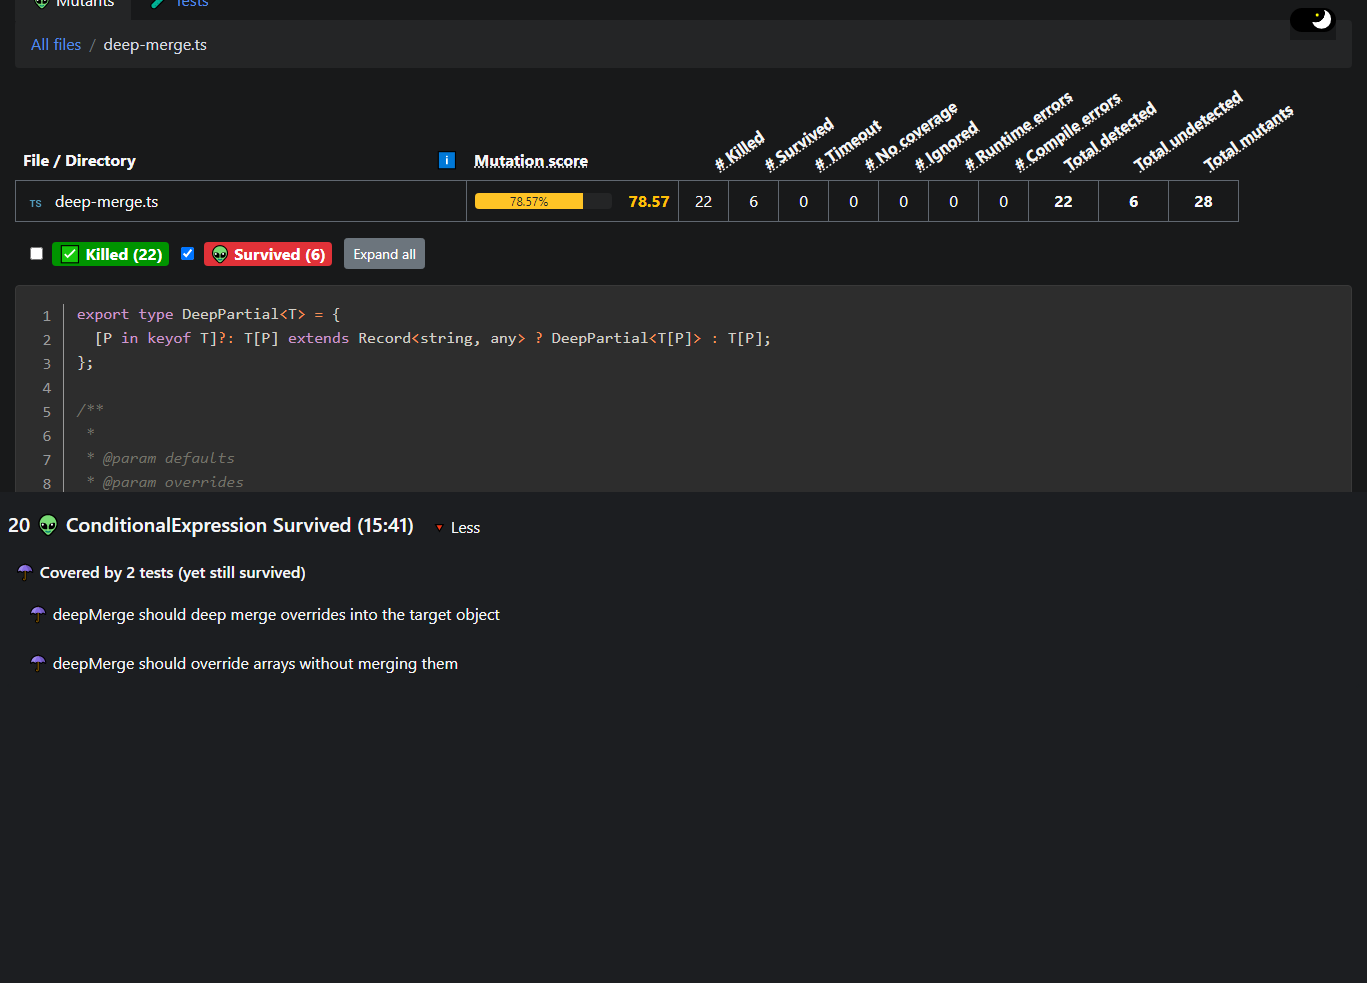 Mutants Tests
All files / deep-merge.ts
File / Directory
i
Mutation score
# Killed
# Survived
# Timeout
# No coverage
# Ignored
# Runtime errors
# Compile errors
Total detected
Total undetected
Total mutants
TS deep-merge.ts 78.57% 78.57 22 6 0 0 0 0 0 22 6 28
Killed (22) Survived (6) Expand all
1 export type DeepPartial<T> = {
2 [P in keyof T]?: T[P] extends Record<string, any> ? DeepPartial<T[P]> : T[P];
3 };
4
5 /**
6 *
7 * @param defaults
8 * @param overrides
20 ConditionalExpression Survived (15:41) Less
Covered by 2 tests (yet still survived)
deepMerge should deep merge overrides into the target object
deepMerge should override arrays without merging them